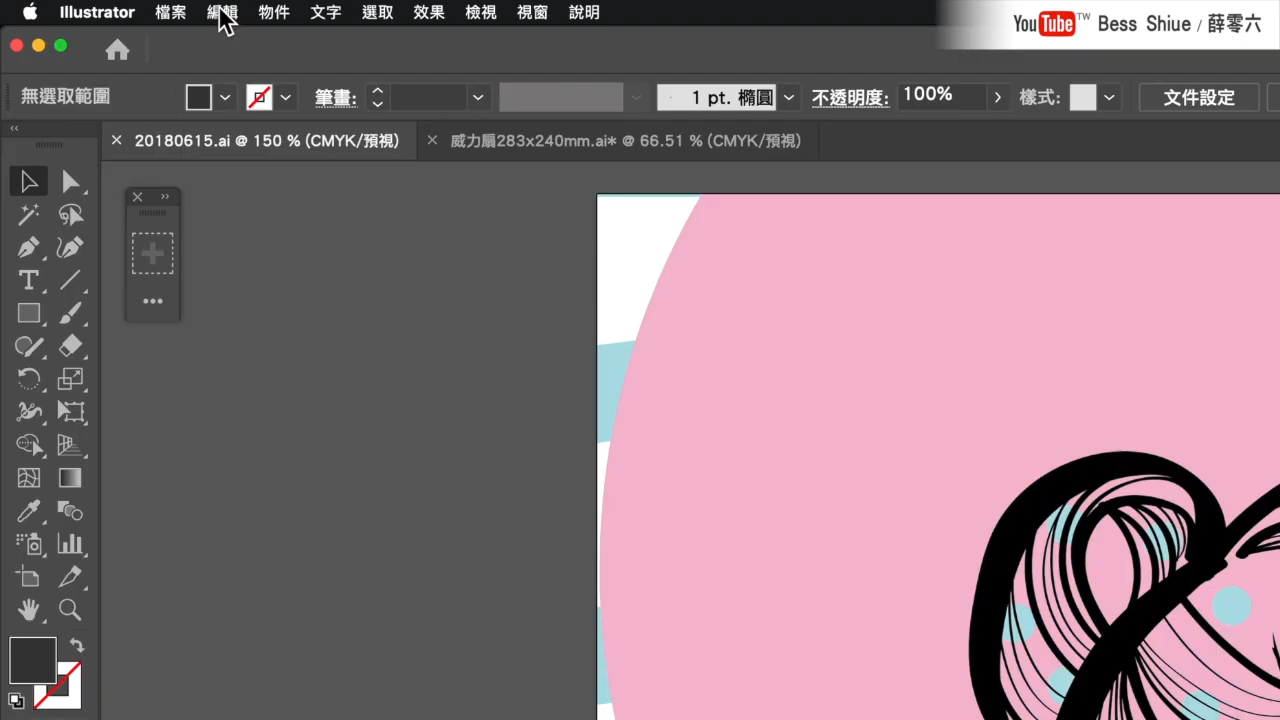 Illustrator 檔案 編輯 物件 文字 選取 效果 檢視 視窗 說明
YouTube TW Bess Shiue / 薛零六
無選取範圍 筆畫: 1 pt. 橢圓 不透明度: 100% 樣式: 文件設定
20180615.ai @ 150 % (CMYK/預視) 威力扇283x240mm.ai* @ 66.51 % (CMYK/預視)